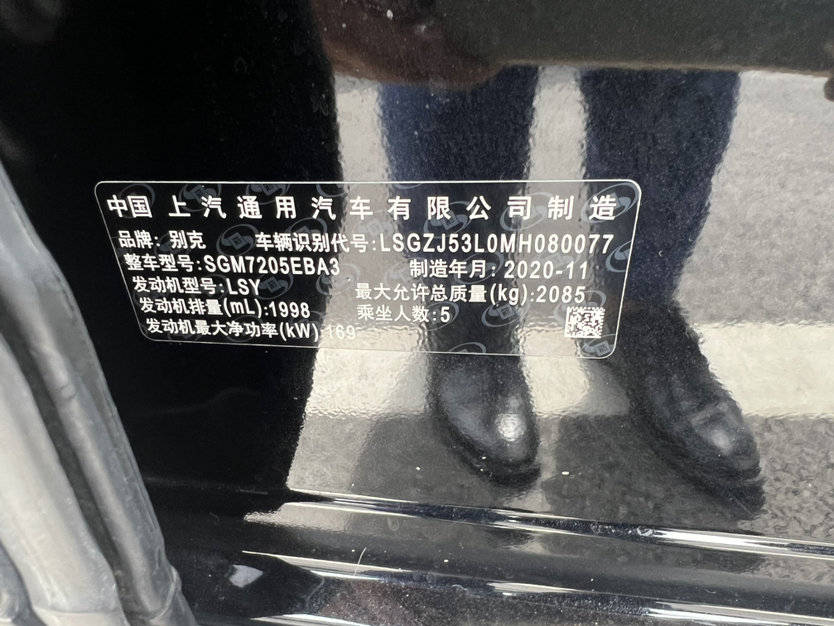 中国上汽通用汽车有限公司制造
品牌:别克 车辆识别代号:LSGZJ53L0MH080077
整车型号:SGM7205EBA3 制造年月:2020-11
发动机型号:LSY 最大允许总质量(kg):2085
发动机排量(mL):1998 乘坐人数:5
发动机最大净功率(kW):169